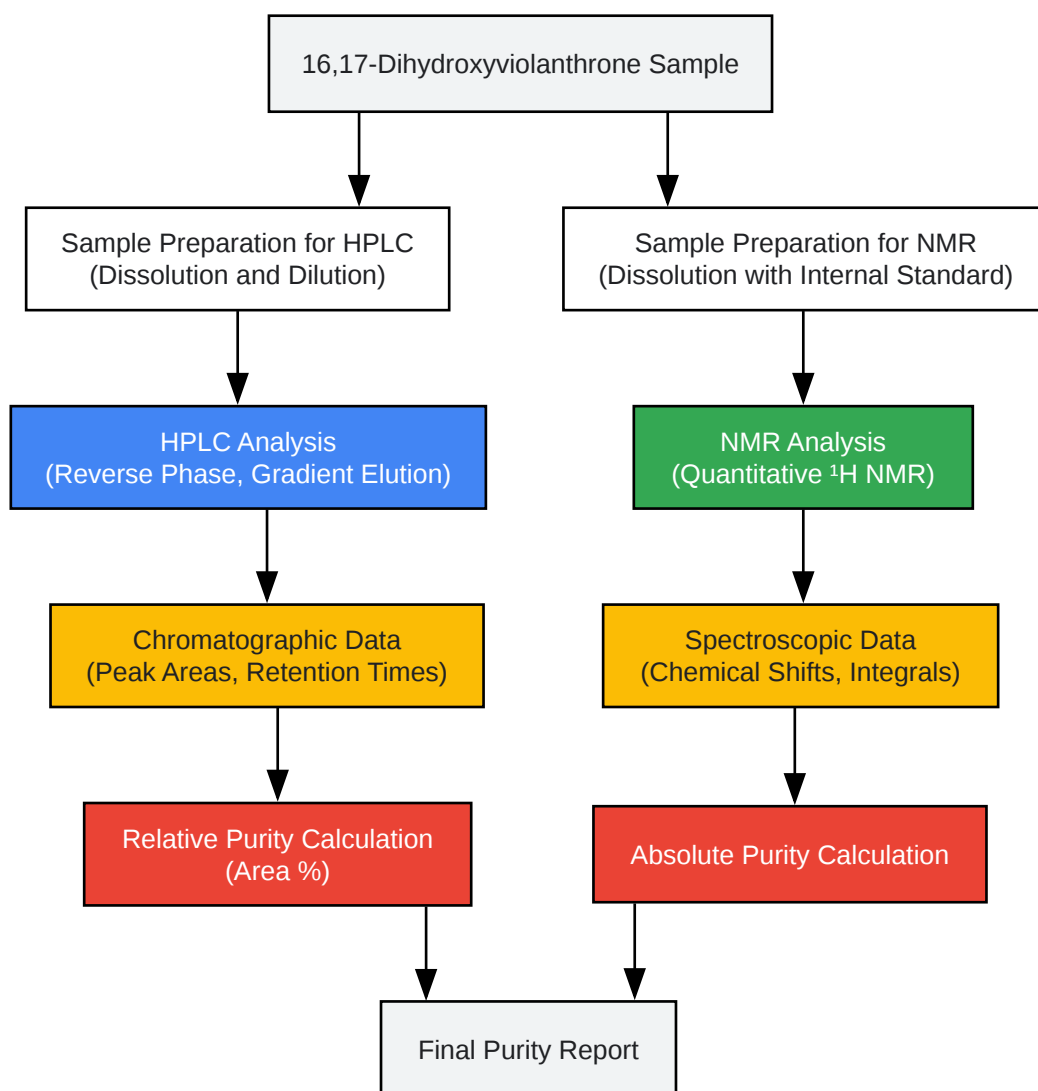 16,17-Dihydroxyviolanthrone Sample
Sample Preparation for HPLC
(Dissolution and Dilution)
Sample Preparation for NMR
(Dissolution with Internal Standard)
HPLC Analysis
(Reverse Phase, Gradient Elution)
NMR Analysis
(Quantitative ¹H NMR)
Chromatographic Data
(Peak Areas, Retention Times)
Spectroscopic Data
(Chemical Shifts, Integrals)
Relative Purity Calculation
(Area %)
Absolute Purity Calculation
Final Purity Report